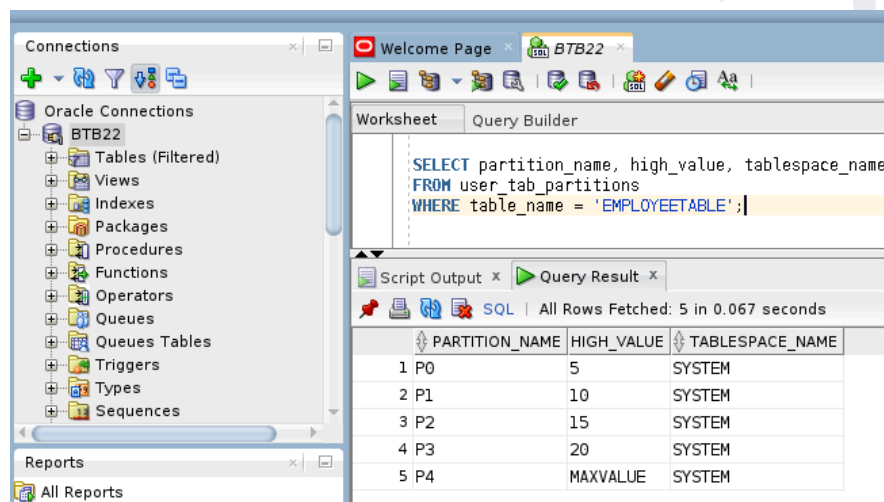 Connections
Oracle Connections
BTB22
Tables (Filtered)
Views
Indexes
Packages
Procedures
Functions
Operators
Queues
Queues Tables
Triggers
Types
Sequences
Reports
All Reports
Welcome Page
BTB22
Worksheet Query Builder
SELECT partition_name, high_value, tablespace_name
FROM user_tab_partitions
WHERE table_name = 'EMPLOYEETABLE';
Script Output Query Result
SQL | All Rows Fetched: 5 in 0.067 seconds
PARTITION_NAME HIGH_VALUE TABLESPACE_NAME
1 P0 5 SYSTEM
2 P1 10 SYSTEM
3 P2 15 SYSTEM
4 P3 20 SYSTEM
5 P4 MAXVALUE SYSTEM